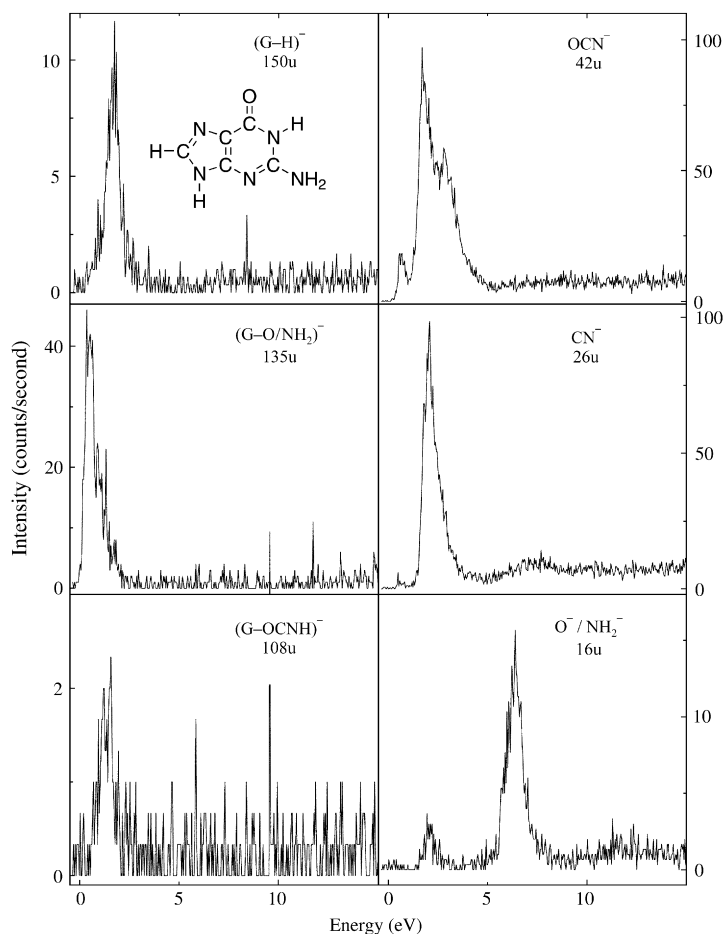 Intensity (counts/second)
(G–H)⁻
150u
O
C
N
C
N
H
H
C
C
C
N
N
NH₂
H
10
5
0
OCN⁻
42u
100
50
0
(G–O/NH₂)⁻
135u
40
20
0
CN⁻
26u
100
50
0
(G–OCNH)⁻
108u
2
0
0 5 10
O⁻ / NH₂⁻
16u
10
0
0 5 10
Energy (eV)